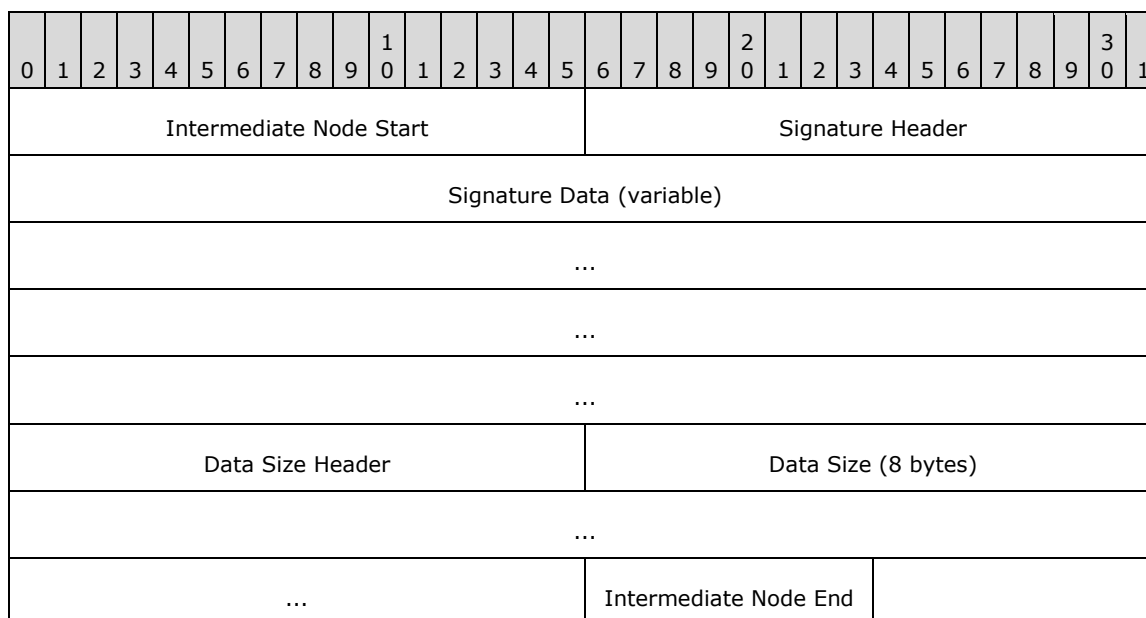 1 2 3
0 1 2 3 4 5 6 7 8 9 0 1 2 3 4 5 6 7 8 9 0 1 2 3 4 5 6 7 8 9 0 1
Intermediate Node Start Signature Header
Signature Data (variable)
...
...
...
Data Size Header Data Size (8 bytes)
...
... Intermediate Node End